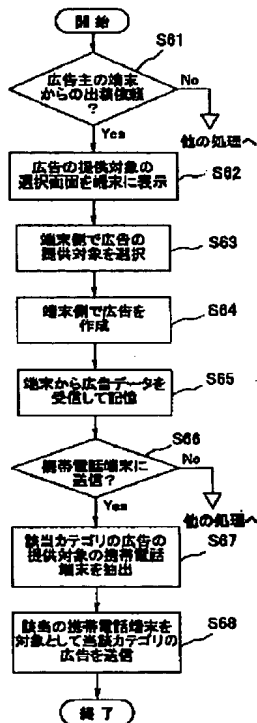 開始
S61
広告主の端末
からの出稿依頼
?
No
他の処理へ
Yes
広告の提供対象の
選択画面を端末に表示
S62
端末側で広告の
提供対象を選択
S63
端末側で広告を
作成
S64
端末から広告データを
受信して記憶
S65
S66
携帯電話端末に
送信?
No
他の処理へ
Yes
該当カテゴリの広告の
提供対象の携帯電話
端末を抽出
S67
該当の携帯電話端末を
対象として当該カテゴリの
広告を送信
S68
終了